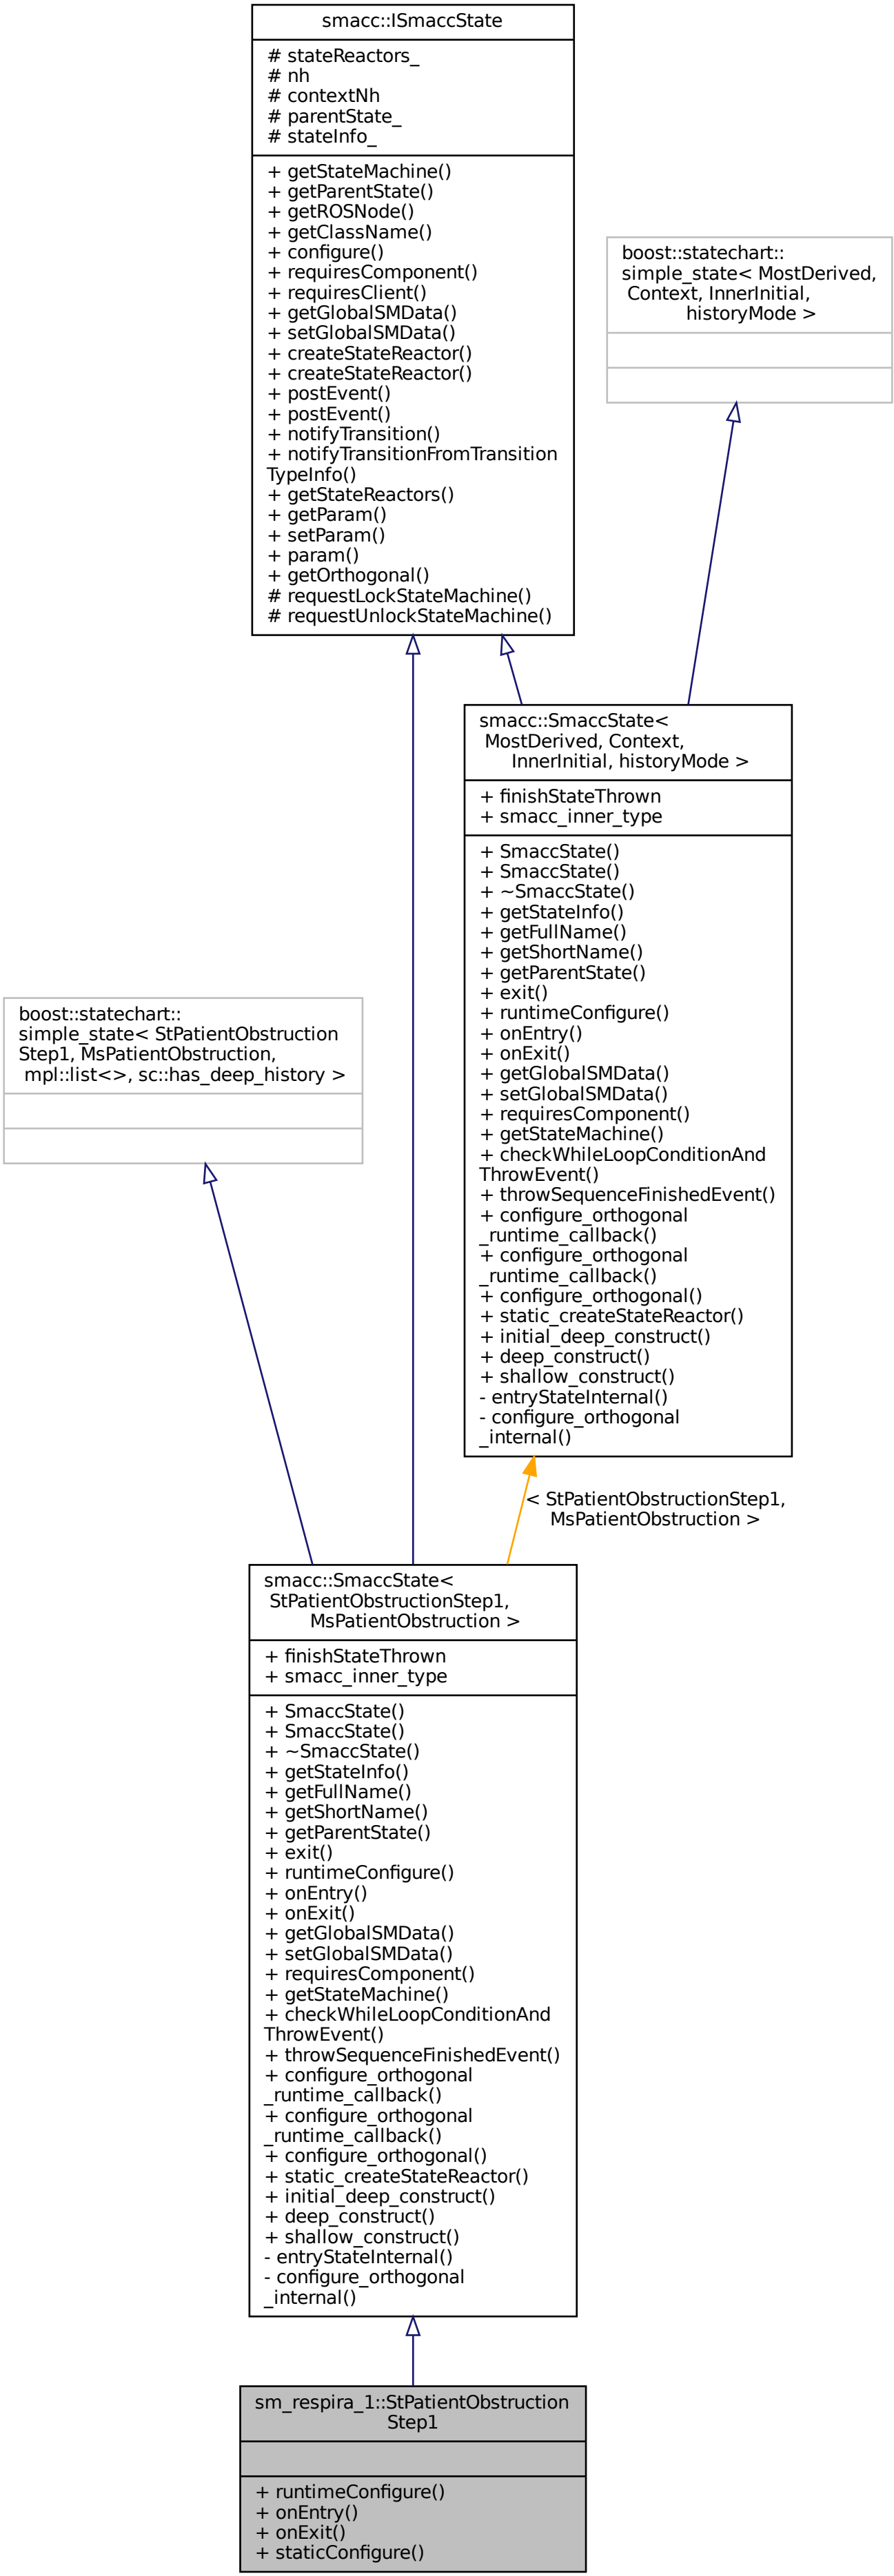 smacc::ISmaccState
# stateReactors_
# nh
# contextNh
# parentState_
# stateInfo_
+ getStateMachine()
+ getParentState()
+ getROSNode()
+ getClassName()
+ configure()
+ requiresComponent()
+ requiresClient()
+ getGlobalSMData()
+ setGlobalSMData()
+ createStateReactor()
+ createStateReactor()
+ postEvent()
+ postEvent()
+ notifyTransition()
+ notifyTransitionFromTransition
TypeInfo()
+ getStateReactors()
+ getParam()
+ setParam()
+ param()
+ getOrthogonal()
# requestLockStateMachine()
# requestUnlockStateMachine()
boost::statechart::
simple_state< MostDerived,
Context, InnerInitial,
historyMode >
smacc::SmaccState<
MostDerived, Context,
InnerInitial, historyMode >
+ finishStateThrown
+ smacc_inner_type
+ SmaccState()
+ SmaccState()
+ ~SmaccState()
+ getStateInfo()
+ getFullName()
+ getShortName()
+ getParentState()
+ exit()
+ runtimeConfigure()
+ onEntry()
+ onExit()
+ getGlobalSMData()
+ setGlobalSMData()
+ requiresComponent()
+ getStateMachine()
+ checkWhileLoopConditionAnd
ThrowEvent()
+ throwSequenceFinishedEvent()
+ configure_orthogonal
_runtime_callback()
+ configure_orthogonal
_runtime_callback()
+ configure_orthogonal()
+ static_createStateReactor()
+ initial_deep_construct()
+ deep_construct()
+ shallow_construct()
- entryStateInternal()
- configure_orthogonal
_internal()
boost::statechart::
simple_state< StPatientObstruction
Step1, MsPatientObstruction,
mpl::list<>, sc::has_deep_history >
< StPatientObstructionStep1,
MsPatientObstruction >
smacc::SmaccState<
StPatientObstructionStep1,
MsPatientObstruction >
+ finishStateThrown
+ smacc_inner_type
+ SmaccState()
+ SmaccState()
+ ~SmaccState()
+ getStateInfo()
+ getFullName()
+ getShortName()
+ getParentState()
+ exit()
+ runtimeConfigure()
+ onEntry()
+ onExit()
+ getGlobalSMData()
+ setGlobalSMData()
+ requiresComponent()
+ getStateMachine()
+ checkWhileLoopConditionAnd
ThrowEvent()
+ throwSequenceFinishedEvent()
+ configure_orthogonal
_runtime_callback()
+ configure_orthogonal
_runtime_callback()
+ configure_orthogonal()
+ static_createStateReactor()
+ initial_deep_construct()
+ deep_construct()
+ shallow_construct()
- entryStateInternal()
- configure_orthogonal
_internal()
sm_respira_1::StPatientObstruction
Step1
+ runtimeConfigure()
+ onEntry()
+ onExit()
+ staticConfigure()